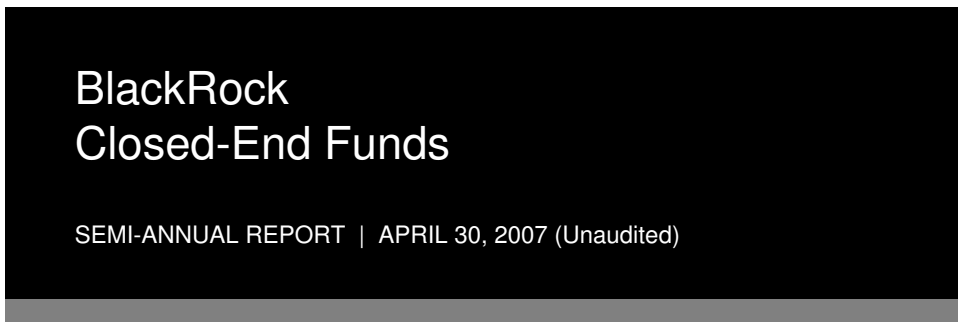 BlackRock
Closed-End Funds
SEMI-ANNUAL REPORT | APRIL 30, 2007 (Unaudited)